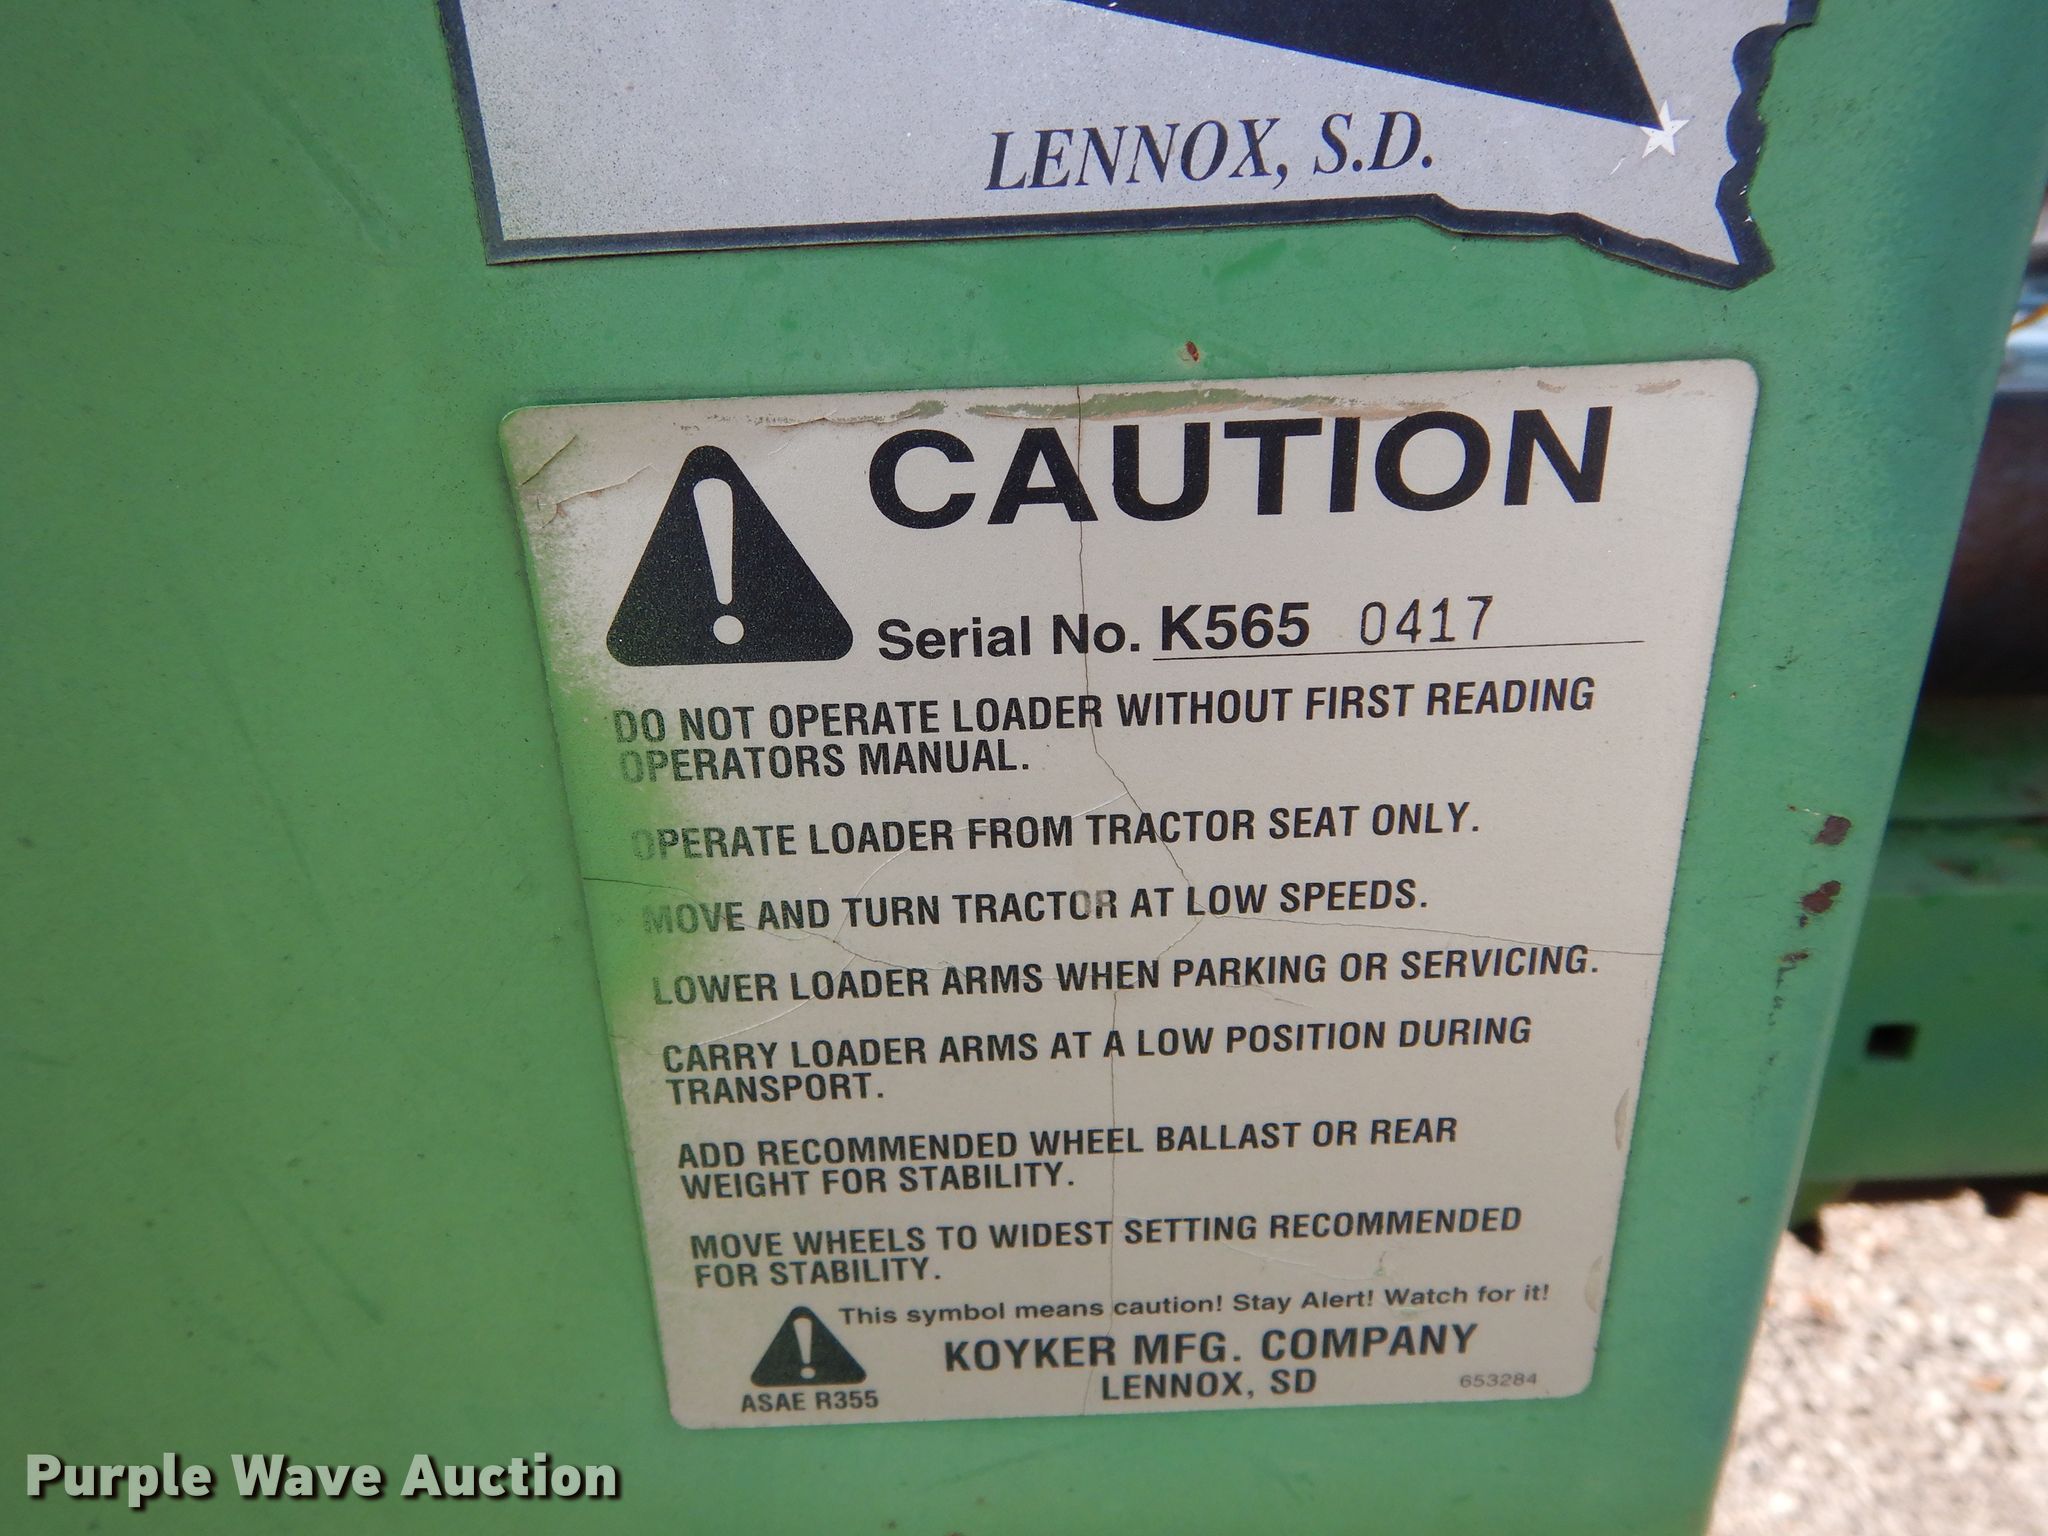 LENNOX, S.D.
CAUTION
Serial No. K565 0417
DO NOT OPERATE LOADER WITHOUT FIRST READING
OPERATORS MANUAL.
OPERATE LOADER FROM TRACTOR SEAT ONLY.
MOVE AND TURN TRACTOR AT LOW SPEEDS.
LOWER LOADER ARMS WHEN PARKING OR SERVICING.
CARRY LOADER ARMS AT A LOW POSITION DURING
TRANSPORT.
ADD RECOMMENDED WHEEL BALLAST OR REAR
WEIGHT FOR STABILITY.
MOVE WHEELS TO WIDEST SETTING RECOMMENDED
FOR STABILITY.
This symbol means caution! Stay Alert! Watch for it!
KOYKER MFG. COMPANY
LENNOX, SD
ASAE R355
653284
Purple Wave Auction